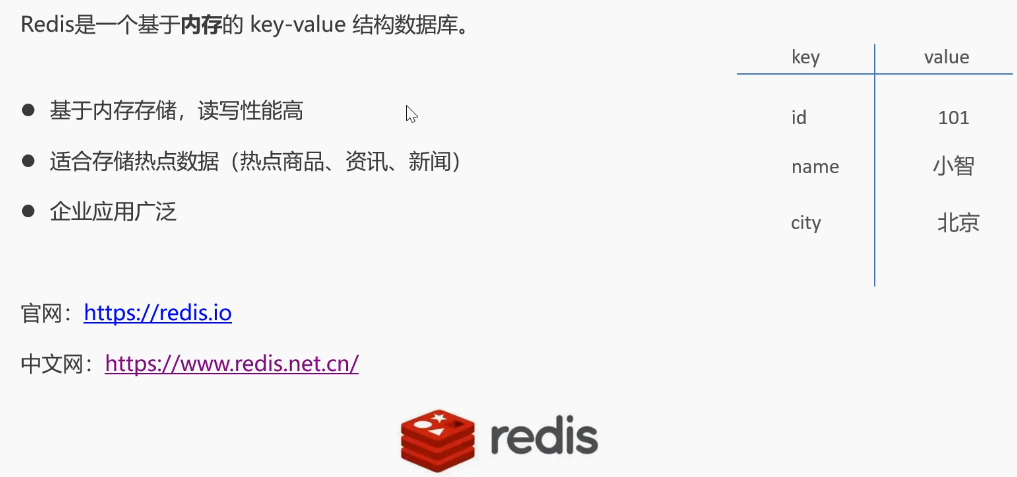 Redis是一个基于内存的 key-value 结构数据库。
key value
基于内存存储，读写性能高
id 101
适合存储热点数据（热点商品、资讯、新闻）
name 小智
企业应用广泛
city 北京
官网：https://redis.io
中文网：https://www.redis.net.cn/
redis